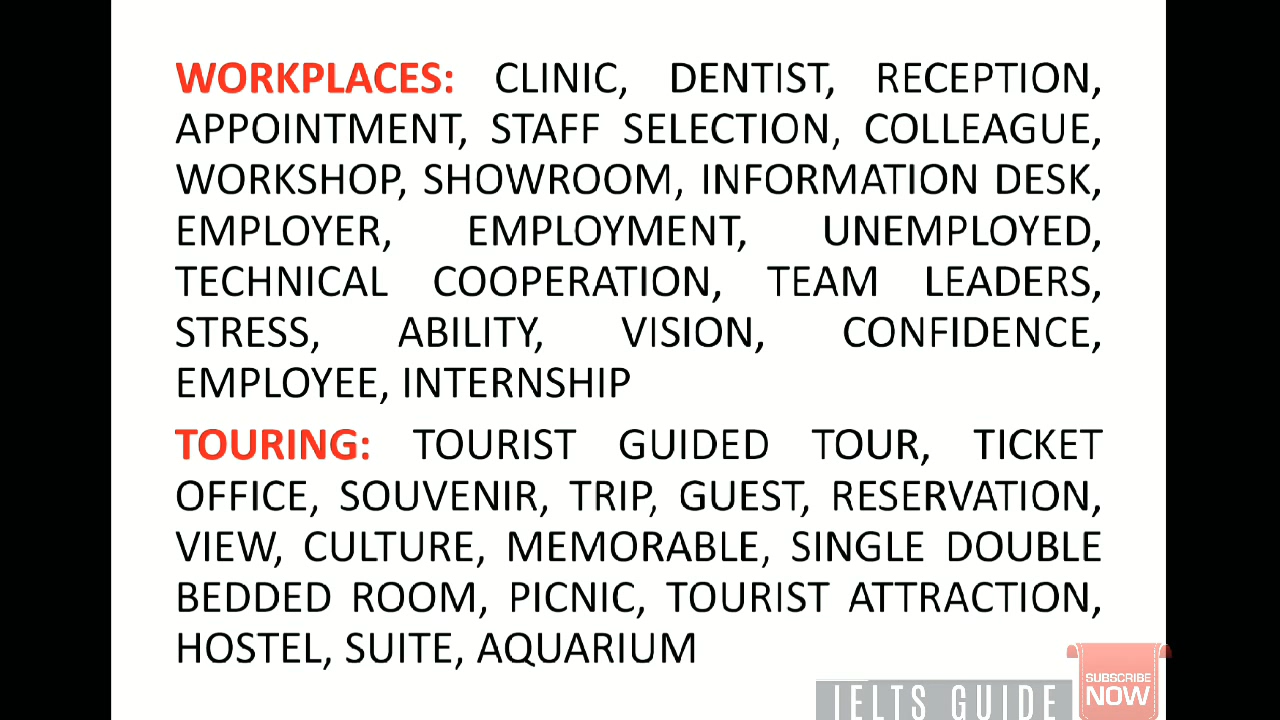 WORKPLACES: CLINIC, DENTIST, RECEPTION,
APPOINTMENT, STAFF SELECTION, COLLEAGUE,
WORKSHOP, SHOWROOM, INFORMATION DESK,
EMPLOYER, EMPLOYMENT, UNEMPLOYED,
TECHNICAL COOPERATION, TEAM LEADERS,
STRESS, ABILITY, VISION, CONFIDENCE,
EMPLOYEE, INTERNSHIP
TOURING: TOURIST GUIDED TOUR, TICKET
OFFICE, SOUVENIR, TRIP, GUEST, RESERVATION,
VIEW, CULTURE, MEMORABLE, SINGLE DOUBLE
BEDDED ROOM, PICNIC, TOURIST ATTRACTION,
HOSTEL, SUITE, AQUARIUM
IELTS GUIDE
SUBSCRIBE
NOW